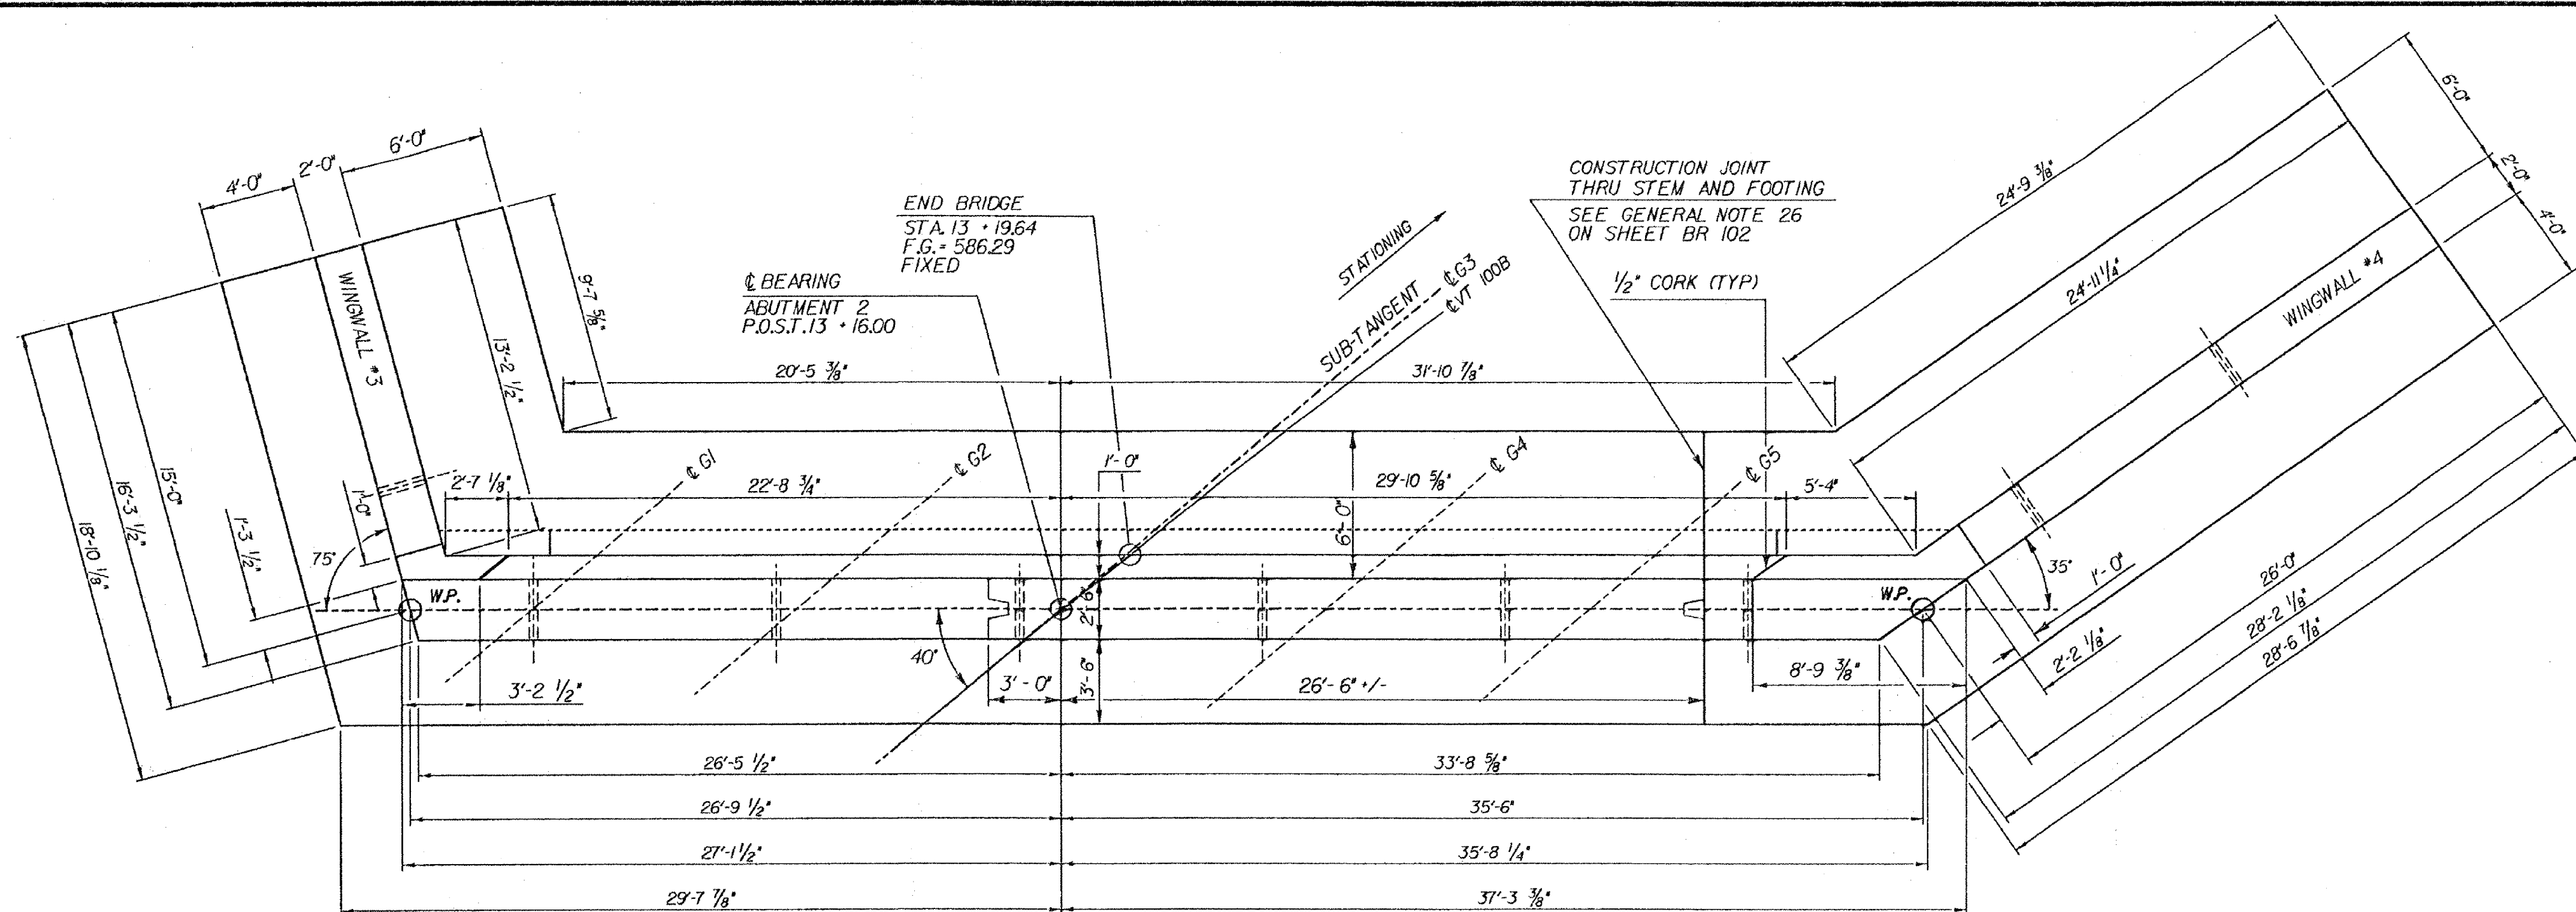 6'-0"
2'-0"
4'-0"
END BRIDGE
STA. 13 + 19.64
F.G. = 586.29
FIXED
₵ BEARING
ABUTMENT 2
P.O.S.T. 13 + 16.00
STATIONING
SUB-TANGENT
₵ G3
₵ VT 100B
CONSTRUCTION JOINT
THRU STEM AND FOOTING
SEE GENERAL NOTE 26
ON SHEET BR 102
1/2" CORK (TYP)
24'-9 3/8"
6'-0"
2'-0"
4'-0"
24'-11 1/4"
WINGWALL #4
WINGWALL #3
9'-7 5/8"
13'-2 1/2"
20'-5 3/8"
31'-10 7/8"
₵ G1
₵ G2
₵ G4
₵ G5
1'-0"
2'-7 1/8"
22'-8 3/4"
29'-10 5/8"
5'-4"
6'-0"
15'-0"
16'-3 1/2"
18'-10 1/8"
1'-0"
1'-3 1/2"
75°
W.P.
2'-6"
W.P.
35°
1'-0"
26'-0"
28'-2 1/8"
28'-6 7/8"
2'-2 1/8"
40°
3'-2 1/2"
3'-0"
3'-6"
26'-6" +/-
8'-9 3/8"
26'-5 1/2"
33'-8 5/8"
26'-9 1/2"
35'-6"
27'-1 1/2"
35'-8 1/4"
29'-7 7/8"
37'-3 3/8"